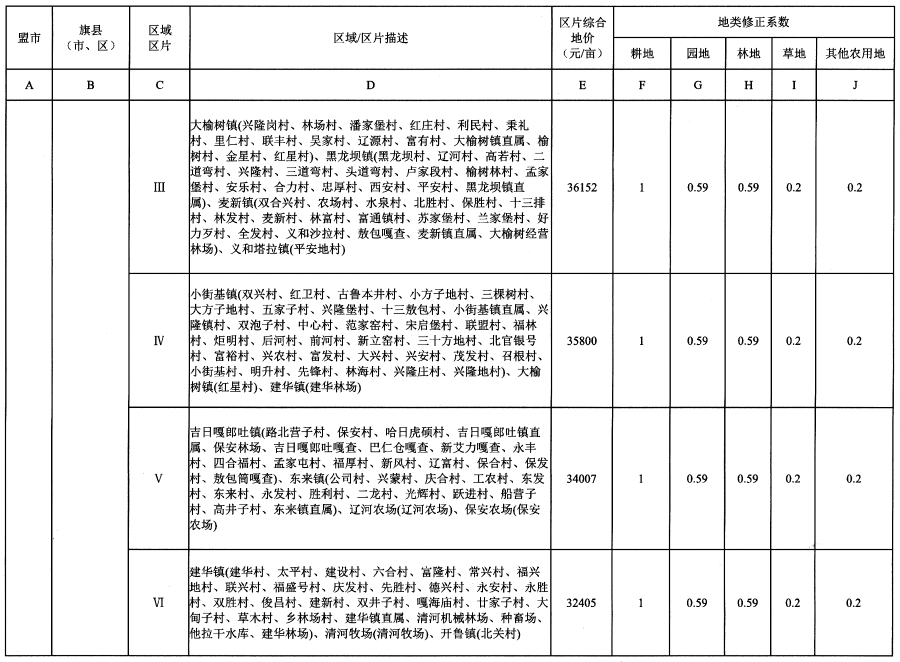 盟市
旗县
（市、区）
区域
区片
区域/区片描述
区片综合
地价
（元/亩）
地类修正系数
耕地
园地
林地
草地
其他农用地
A
B
C
D
E
F
G
H
I
J
Ⅲ
大榆树镇(兴隆岗村、林场村、潘家堡村、红庄村、利民村、秉礼
村、里仁村、联丰村、吴家村、辽源村、富有村、大榆树镇直属、榆
树村、金星村、红星村)、黑龙坝镇(黑龙坝村、辽河村、高若村、二
道弯村、兴隆村、三道弯村、头道弯村、卢家段村、榆树林村、孟家
堡村、安乐村、合力村、忠厚村、西安村、平安村、黑龙坝镇直
属)、麦新镇(双合兴村、农场村、水泉村、北胜村、保胜村、十三排
村、林发村、麦新村、林富村、富通镇村、苏家堡村、兰家堡村、好
力歹村、全发村、义和沙拉村、敖包嘎查、麦新镇直属、大榆树经营
林场)、义和塔拉镇(平安地村)
36152
1
0.59
0.59
0.2
0.2
Ⅳ
小街基镇(双兴村、红卫村、古鲁本井村、小方子地村、三棵树村、
大方子地村、五家子村、兴隆堡村、十三敖包村、小街基镇直属、兴
隆镇村、双泡子村、中心村、范家窑村、宋启堡村、联盟村、福林
村、炬明村、后河村、前河村、新立窑村、三十方地村、北官银号
村、富裕村、兴农村、富发村、大兴村、兴安村、茂发村、召根村、
小街基村、明升村、先锋村、林海村、兴隆庄村、兴隆地村)、大榆
树镇(红星村)、建华镇(建华林场)
35800
1
0.59
0.59
0.2
0.2
Ⅴ
吉日嘎郎吐镇(路北营子村、保安村、哈日虎硕村、吉日嘎郎吐镇直
属、保安林场、吉日嘎郎吐嘎查、巴仁仓嘎查、新艾力嘎查、永丰
村、四合福村、孟家屯村、福厚村、新风村、辽富村、保合村、保发
村、敖包筒嘎查)、东来镇(公司村、兴蒙村、庆合村、工农村、东发
村、东来村、永发村、胜利村、二龙村、光辉村、跃进村、船营子
村、高井子村、东来镇直属)、辽河农场(辽河农场)、保安农场(保安
农场)
34007
1
0.59
0.59
0.2
0.2
Ⅵ
建华镇(建华村、太平村、建设村、六合村、富隆村、常兴村、福兴
地村、联兴村、福盛号村、庆发村、先胜村、德兴村、永安村、永胜
村、双胜村、俊昌村、建新村、双井子村、嘎海庙村、廿家子村、大
甸子村、草木村、乡林场村、建华镇直属、清河机械林场、种畜场、
他拉干水库、建华林场)、清河牧场(清河牧场)、开鲁镇(北关村)
32405
1
0.59
0.59
0.2
0.2